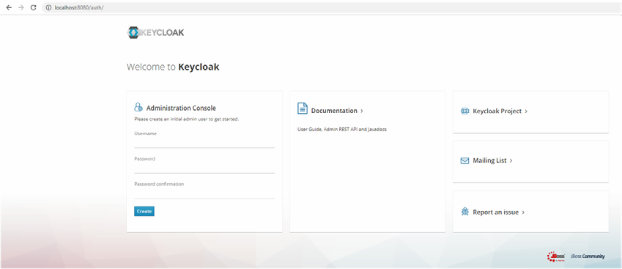 localhost:8080/auth/
KEYCLOAK
Welcome to Keycloak
Administration Console
Please create an initial admin user to get started.
Username
Password
Password confirmation
Create
Documentation >
User Guide, Admin REST API and Javadocs
Keycloak Project >
Mailing List >
Report an issue >
JBoss
JBoss Community